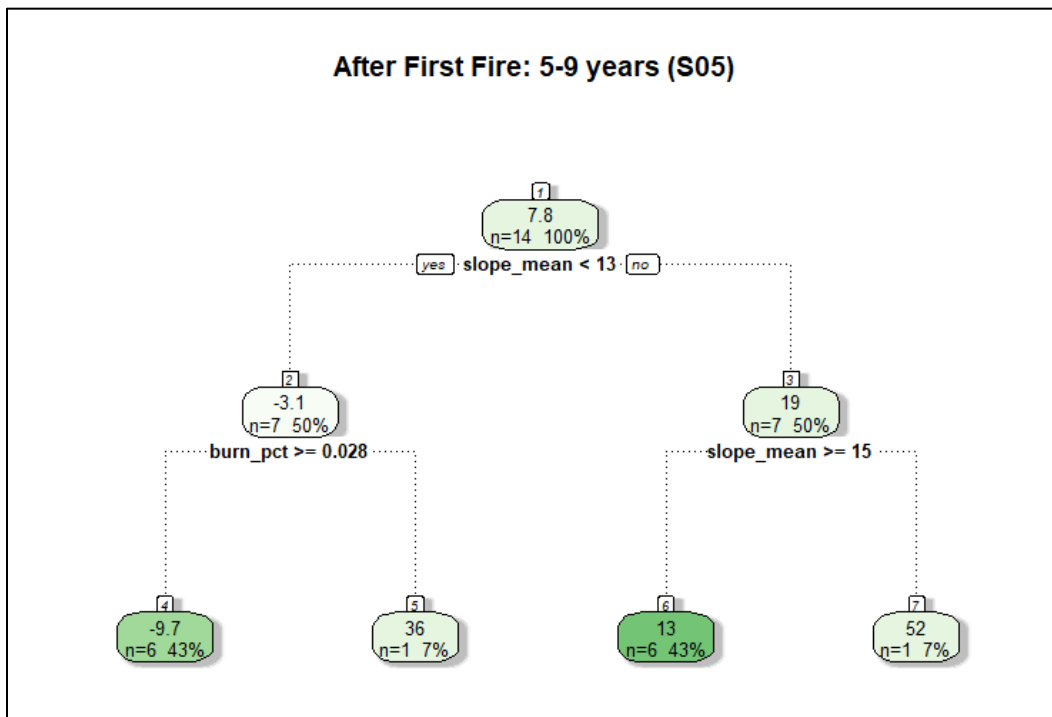 After First Fire: 5-9 years (S05)
1
7.8
n=14 100%
yes slope_mean < 13 no
2
-3.1
n=7 50%
burn_pct >= 0.028
3
19
n=7 50%
slope_mean >= 15
4
-9.7
n=6 43%
5
36
n=1 7%
6
13
n=6 43%
7
52
n=1 7%